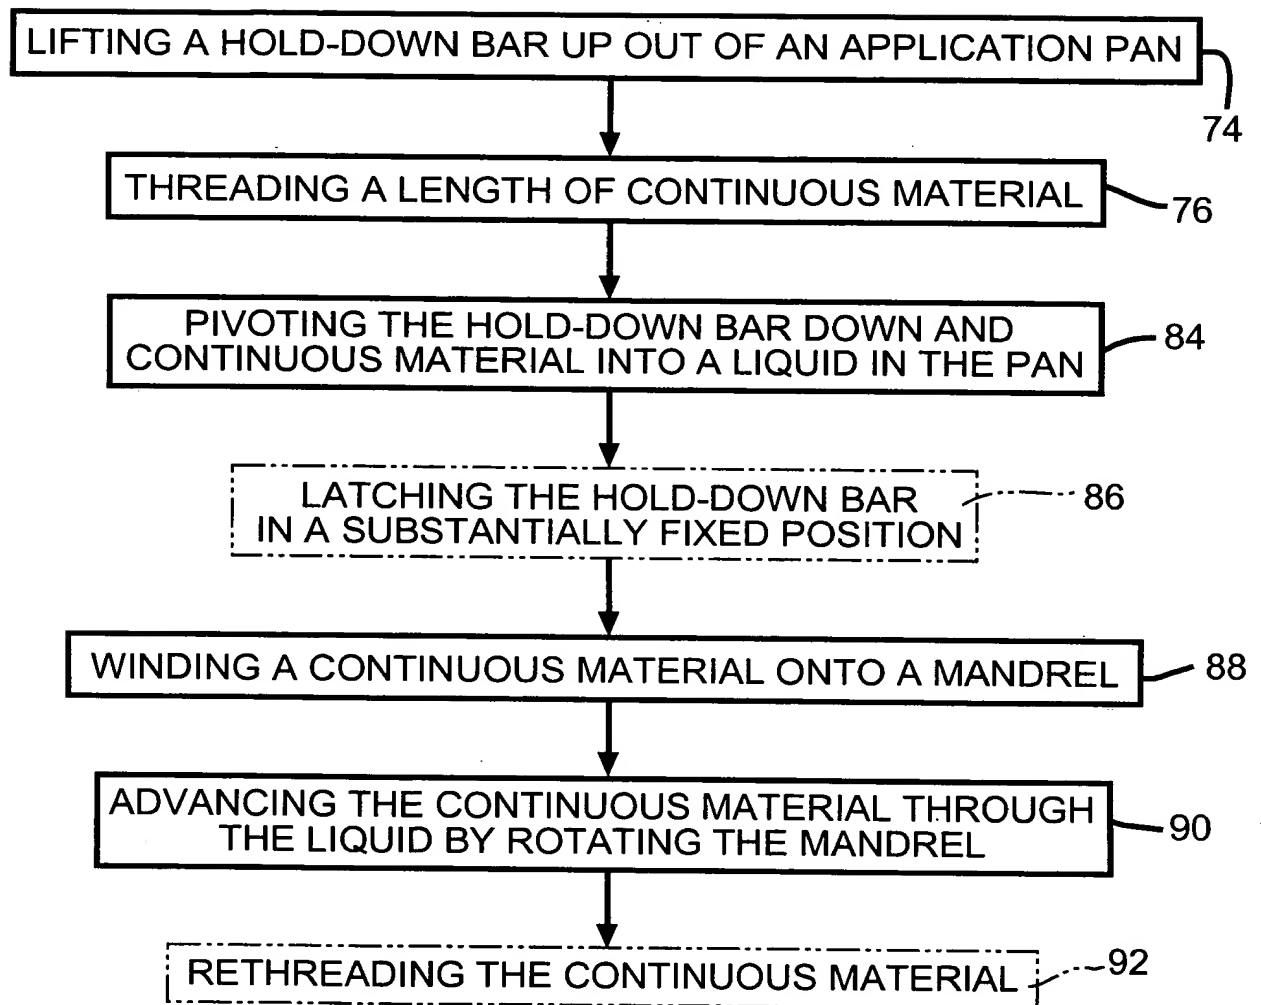 LIFTING A HOLD-DOWN BAR UP OUT OF AN APPLICATION PAN
74
THREADING A LENGTH OF CONTINUOUS MATERIAL
76
PIVOTING THE HOLD-DOWN BAR DOWN AND
CONTINUOUS MATERIAL INTO A LIQUID IN THE PAN
84
LATCHING THE HOLD-DOWN BAR
IN A SUBSTANTIALLY FIXED POSITION
86
WINDING A CONTINUOUS MATERIAL ONTO A MANDREL
88
ADVANCING THE CONTINUOUS MATERIAL THROUGH
THE LIQUID BY ROTATING THE MANDREL
90
RETHREADING THE CONTINUOUS MATERIAL
92